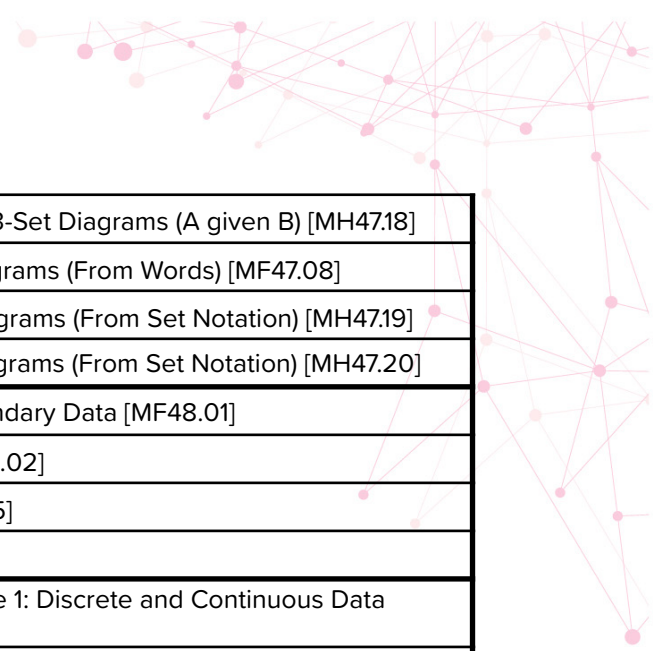 3-Set Diagrams (A given B) [MH47.18]
grams (From Words) [MF47.08]
grams (From Set Notation) [MH47.19]
grams (From Set Notation) [MH47.20]
ndary Data [MF48.01]
.02]
5]
e 1: Discrete and Continuous Data